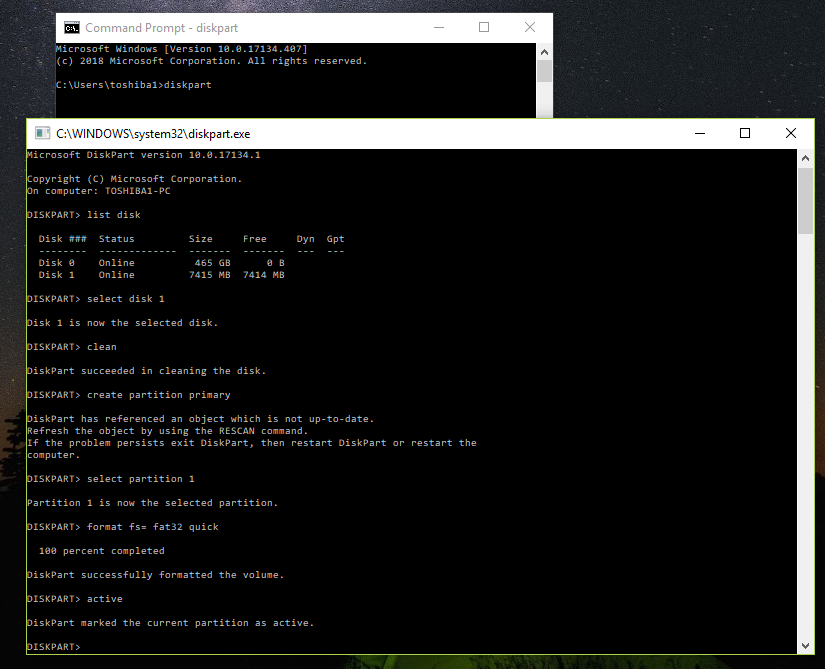 Command Prompt - diskpart
Microsoft Windows [Version 10.0.17134.407]
(c) 2018 Microsoft Corporation. All rights reserved.
C:\Users\toshiba1>diskpart
C:\WINDOWS\system32\diskpart.exe
Microsoft DiskPart version 10.0.17134.1
Copyright (C) Microsoft Corporation.
On computer: TOSHIBA1-PC
DISKPART> list disk
  Disk ###  Status         Size     Free     Dyn  Gpt
  --------  -------------  -------  -------  ---  ---
  Disk 0    Online          465 GB      0 B
  Disk 1    Online         7415 MB  7414 MB
DISKPART> select disk 1
Disk 1 is now the selected disk.
DISKPART> clean
DiskPart succeeded in cleaning the disk.
DISKPART> create partition primary
DiskPart has referenced an object which is not up-to-date.
Refresh the object by using the RESCAN command.
If the problem persists exit DiskPart, then restart DiskPart or restart the
computer.
DISKPART> select partition 1
Partition 1 is now the selected partition.
DISKPART> format fs= fat32 quick
  100 percent completed
DiskPart successfully formatted the volume.
DISKPART> active
DiskPart marked the current partition as active.
DISKPART>